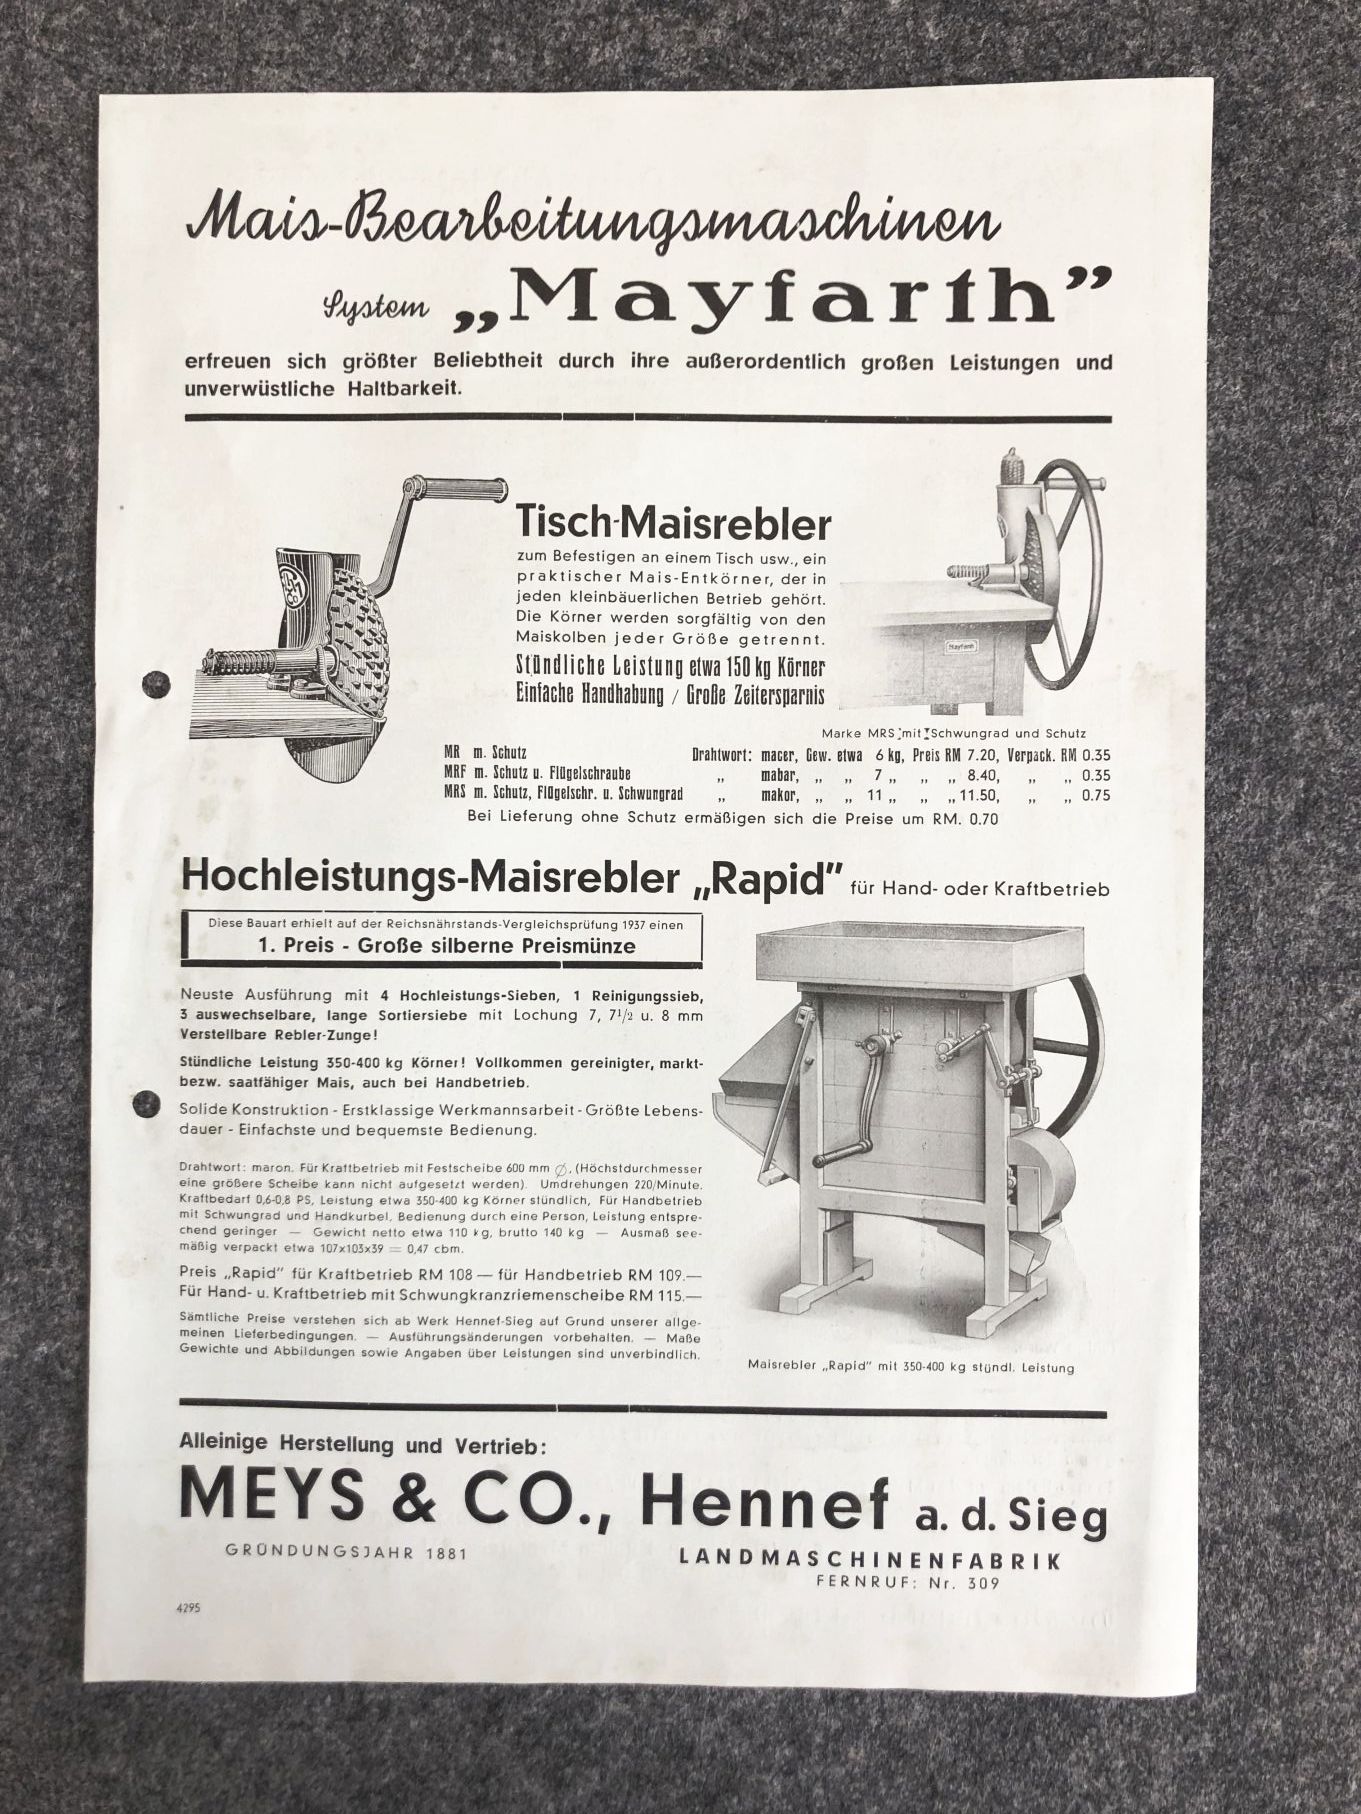 Mais-Bearbeitungsmaschinen
System „Mayfarth”
erfreuen sich größter Beliebtheit durch ihre außerordentlich großen Leistungen und
unverwüstliche Haltbarkeit.
Tisch-Maisrebler
zum Befestigen an einem Tisch usw., ein
praktischer Mais-Entkörner, der in
jeden kleinbäuerlichen Betrieb gehört.
Die Körner werden sorgfältig von den
Maiskolben jeder Größe getrennt.
Stündliche Leistung etwa 150 kg Körner
Einfache Handhabung / Große Zeitersparnis
Mayfarth
Marke MRS mit Schwungrad und Schutz
MR m. Schutz Drahtwort: macer, Gew. etwa 6 kg, Preis RM 7.20, Verpack. RM 0.35
MRF m. Schutz u. Flügelschraube „ mabar, „ „ 7 „ „ „ 8.40, „ „ 0.35
MRS m. Schutz, Flügelschr. u. Schwungrad „ makor, „ „ 11 „ „ „ 11.50, „ „ 0.75
Bei Lieferung ohne Schutz ermäßigen sich die Preise um RM. 0.70
Hochleistungs-Maisrebler „Rapid” für Hand- oder Kraftbetrieb
Diese Bauart erhielt auf der Reichsnährstands-Vergleichsprüfung 1937 einen
1. Preis - Große silberne Preismünze
Neuste Ausführung mit 4 Hochleistungs-Sieben, 1 Reinigungssieb,
3 auswechselbare, lange Sortiersiebe mit Lochung 7, 7 1/2 u. 8 mm
Verstellbare Rebler-Zunge!
Stündliche Leistung 350-400 kg Körner! Vollkommen gereinigter, markt-
bezw. saatfähiger Mais, auch bei Handbetrieb.
Solide Konstruktion - Erstklassige Werkmannsarbeit - Größte Lebens-
dauer - Einfachste und bequemste Bedienung.
Drahtwort: maron. Für Kraftbetrieb mit Festscheibe 600 mm ∅, (Höchstdurchmesser
eine größere Scheibe kann nicht aufgesetzt werden). Umdrehungen 220/Minute.
Kraftbedarf 0,6-0,8 PS, Leistung etwa 350-400 kg Körner stündlich, Für Handbetrieb
mit Schwungrad und Handkurbel, Bedienung durch eine Person, Leistung entspre-
chend geringer — Gewicht netto etwa 110 kg, brutto 140 kg — Ausmaß see-
mäßig verpackt etwa 107x103x39 = 0,47 cbm.
Preis „Rapid” für Kraftbetrieb RM 108 — für Handbetrieb RM 109.—
Für Hand- u. Kraftbetrieb mit Schwungkranzriemenscheibe RM 115.—
Sämtliche Preise verstehen sich ab Werk Hennef-Sieg auf Grund unserer allge-
meinen Lieferbedingungen. — Ausführungsänderungen vorbehalten. — Maße
Gewichte und Abbildungen sowie Angaben über Leistungen sind unverbindlich.
Maisrebler „Rapid” mit 350-400 kg stündl. Leistung
Alleinige Herstellung und Vertrieb:
MEYS & CO., Hennef a. d. Sieg
GRÜNDUNGSJAHR 1881
LANDMASCHINENFABRIK
FERNRUF: Nr. 309
4295